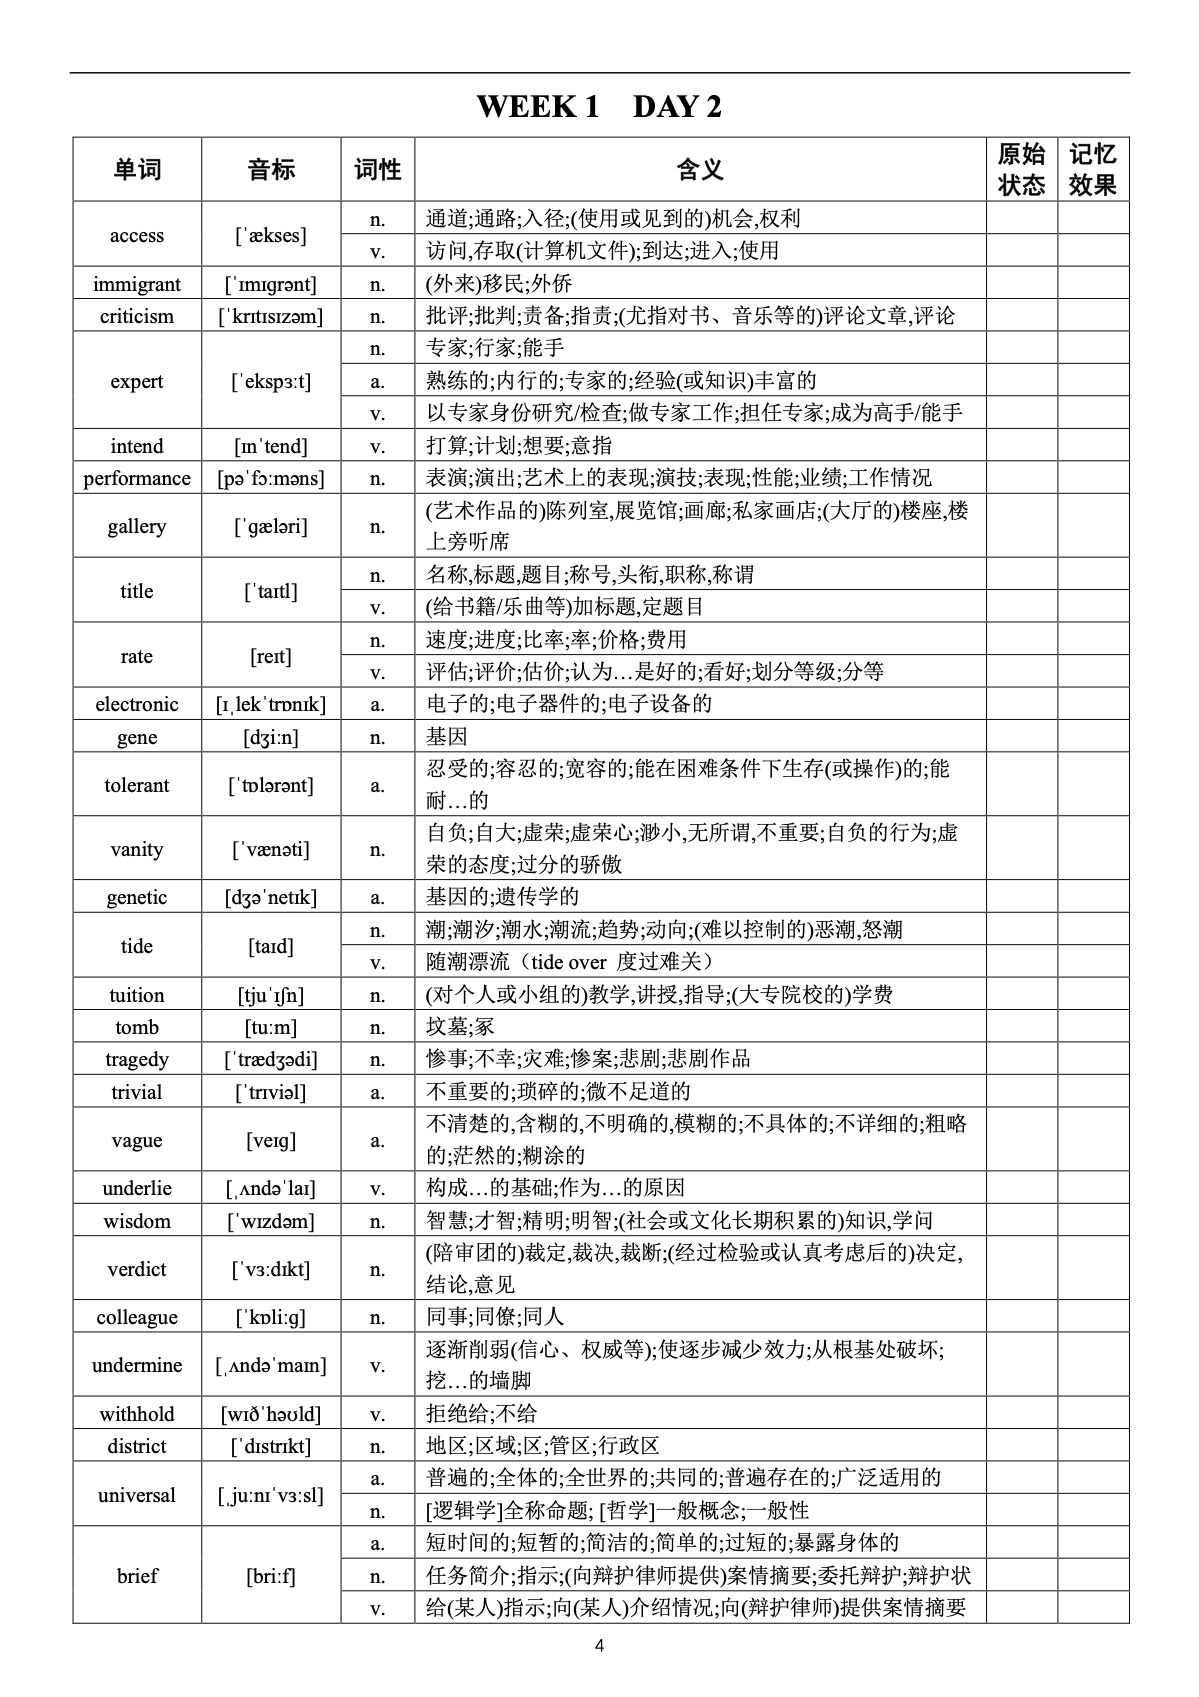 WEEK 1 DAY 2
单词 音标 词性 含义 原始状态 记忆效果
access [ˈækses] n. 通道;通路;入径;(使用或见到的)机会,权利
v. 访问,存取(计算机文件);到达;进入;使用
immigrant [ˈɪmɪɡrənt] n. (外来)移民;外侨
criticism [ˈkrɪtɪsɪzəm] n. 批评;批判;责备;指责;(尤指对书、音乐等的)评论文章,评论
expert [ˈekspɜːt] n. 专家;行家;能手
a. 熟练的;内行的;专家的;经验(或知识)丰富的
v. 以专家身份研究/检查;做专家工作;担任专家;成为高手/能手
intend [ɪnˈtend] v. 打算;计划;想要;意指
performance [pəˈfɔːməns] n. 表演;演出;艺术上的表现;演技;表现;性能;业绩;工作情况
gallery [ˈɡæləri] n. (艺术作品的)陈列室,展览馆;画廊;私家画店;(大厅的)楼座,楼
上旁听席
title [ˈtaɪtl] n. 名称,标题,题目;称号,头衔,职称,称谓
v. (给书籍/乐曲等)加标题,定题目
rate [reɪt] n. 速度;进度;比率;率;价格;费用
v. 评估;评价;估价;认为…是好的;看好;划分等级;分等
electronic [ɪˌlekˈtrɒnɪk] a. 电子的;电子器件的;电子设备的
gene [dʒiːn] n. 基因
tolerant [ˈtɒlərənt] a. 忍受的;容忍的;宽容的;能在困难条件下生存(或操作)的;能
耐…的
vanity [ˈvænəti] n. 自负;自大;虚荣;虚荣心;渺小,无所谓,不重要;自负的行为;虚
荣的态度;过分的骄傲
genetic [dʒəˈnetɪk] a. 基因的;遗传学的
tide [taɪd] n. 潮;潮汐;潮水;潮流;趋势;动向;(难以控制的)恶潮,怒潮
v. 随潮漂流（tide over 度过难关）
tuition [tjuˈɪʃn] n. (对个人或小组的)教学,讲授,指导;(大专院校的)学费
tomb [tuːm] n. 坟墓;冢
tragedy [ˈtrædʒədi] n. 惨事;不幸;灾难;惨案;悲剧;悲剧作品
trivial [ˈtrɪviəl] a. 不重要的;琐碎的;微不足道的
vague [veɪɡ] a. 不清楚的,含糊的,不明确的,模糊的;不具体的;不详细的;粗略
的;茫然的;糊涂的
underlie [ˌʌndəˈlaɪ] v. 构成…的基础;作为…的原因
wisdom [ˈwɪzdəm] n. 智慧;才智;精明;明智;(社会或文化长期积累的)知识,学问
verdict [ˈvɜːdɪkt] n. (陪审团的)裁定,裁决,裁断;(经过检验或认真考虑后的)决定,
结论,意见
colleague [ˈkɒliːɡ] n. 同事;同僚;同人
undermine [ˌʌndəˈmaɪn] v. 逐渐削弱(信心、权威等);使逐步减少效力;从根基处破坏;
挖…的墙脚
withhold [wɪðˈhəʊld] v. 拒绝给;不给
district [ˈdɪstrɪkt] n. 地区;区域;区;管区;行政区
universal [ˌjuːnɪˈvɜːsl] a. 普遍的;全体的;全世界的;共同的;普遍存在的;广泛适用的
n. [逻辑学]全称命题; [哲学]一般概念;一般性
brief [briːf] a. 短时间的;短暂的;简洁的;简单的;过短的;暴露身体的
n. 任务简介;指示;(向辩护律师提供)案情摘要;委托辩护;辩护状
v. 给(某人)指示;向(某人)介绍情况;向(辩护律师)提供案情摘要
4